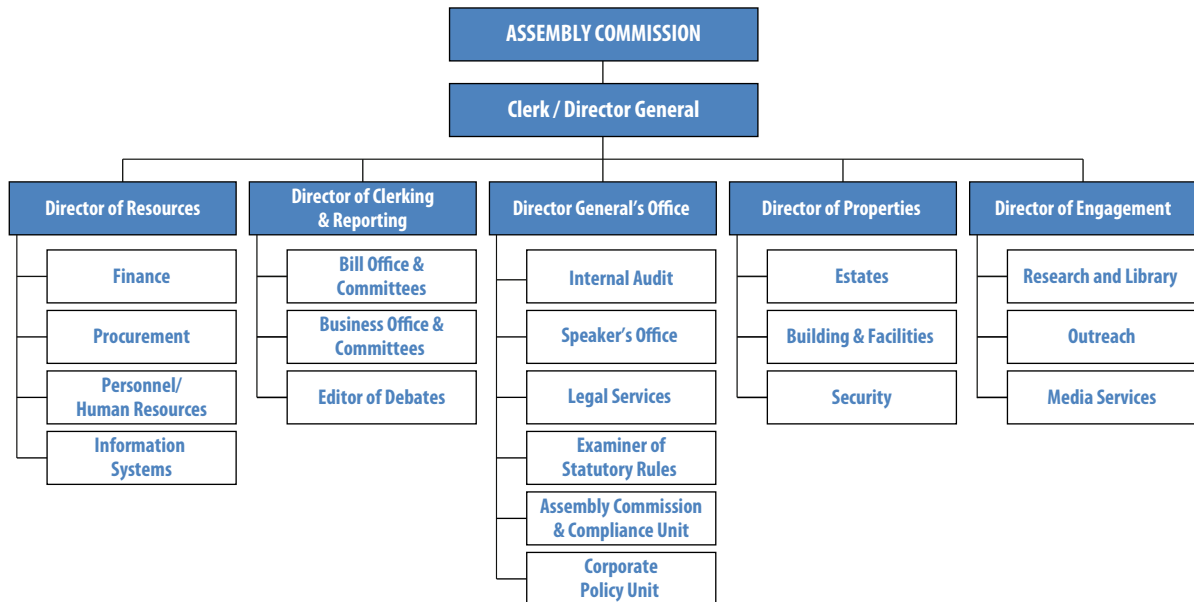 ASSEMBLY COMMISSION
Clerk / Director General
Director of Resources
Finance
Procurement
Personnel/
Human Resources
Information
Systems
Director of Clerking
& Reporting
Bill Office &
Committees
Business Office &
Committees
Editor of Debates
Director General’s Office
Internal Audit
Speaker’s Office
Legal Services
Examiner of
Statutory Rules
Assembly Commission
& Compliance Unit
Corporate
Policy Unit
Director of Properties
Estates
Building & Facilities
Security
Director of Engagement
Research and Library
Outreach
Media Services